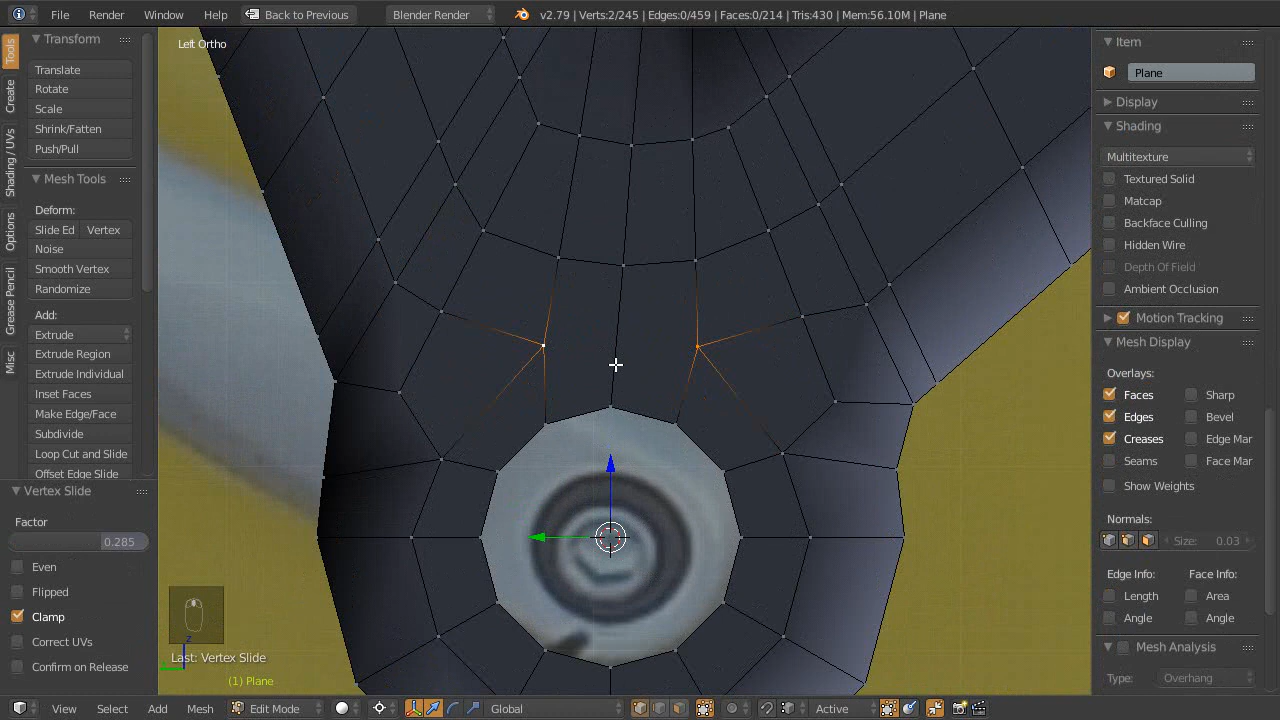 File Render Window Help Back to Previous Blender Render v2.79 | Verts:2/245 | Edges:0/459 | Faces:0/214 | Tris:430 | Mem:56.10M | Plane
Tools
Create
Shading / UVs
Options
Grease Pencil
Misc
Transform
Translate
Rotate
Scale
Shrink/Fatten
Push/Pull
Mesh Tools
Deform:
Slide Ed Vertex
Noise
Smooth Vertex
Randomize
Add:
Extrude
Extrude Region
Extrude Individual
Inset Faces
Make Edge/Face
Subdivide
Loop Cut and Slide
Offset Edge Slide
Vertex Slide
Factor
0.285
Even
Flipped
Clamp
Correct UVs
Confirm on Release
Left Ortho
z
Last: Vertex Slide
(1) Plane
Item
Plane
Display
Shading
Multitexture
Textured Solid
Matcap
Backface Culling
Hidden Wire
Depth Of Field
Ambient Occlusion
Motion Tracking
Mesh Display
Overlays:
Faces Sharp
Edges Bevel
Creases Edge Mar
Seams Face Mar
Show Weights
Normals:
Size: 0.03
Edge Info: Face Info:
Length Area
Angle Angle
Mesh Analysis
Type: Overhang
View Select Add Mesh Edit Mode Global Active